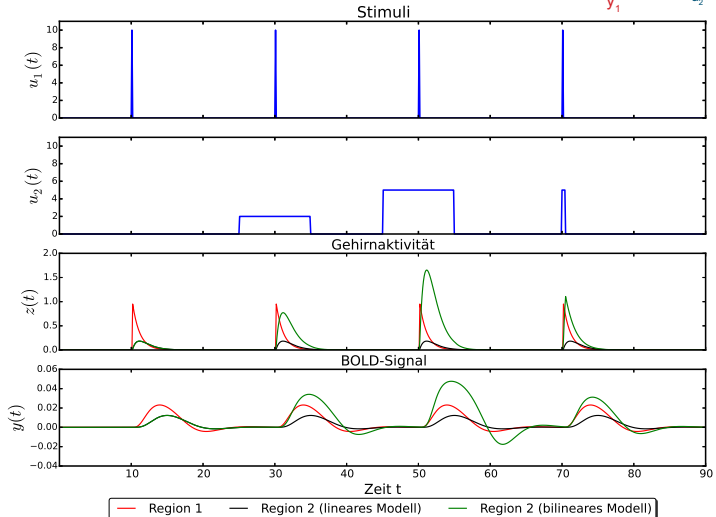 y₁
u₂
Stimuli
u₁(t)
10
8
6
4
2
0
u₂(t)
10
8
6
4
2
0
Gehirnaktivität
z(t)
2.0
1.5
1.0
0.5
0.0
BOLD-Signal
y(t)
0.06
0.04
0.02
0.00
−0.02
−0.04
10 20 30 40 50 60 70 80 90
Zeit t
Region 1 Region 2 (lineares Modell) Region 2 (bilineares Modell)